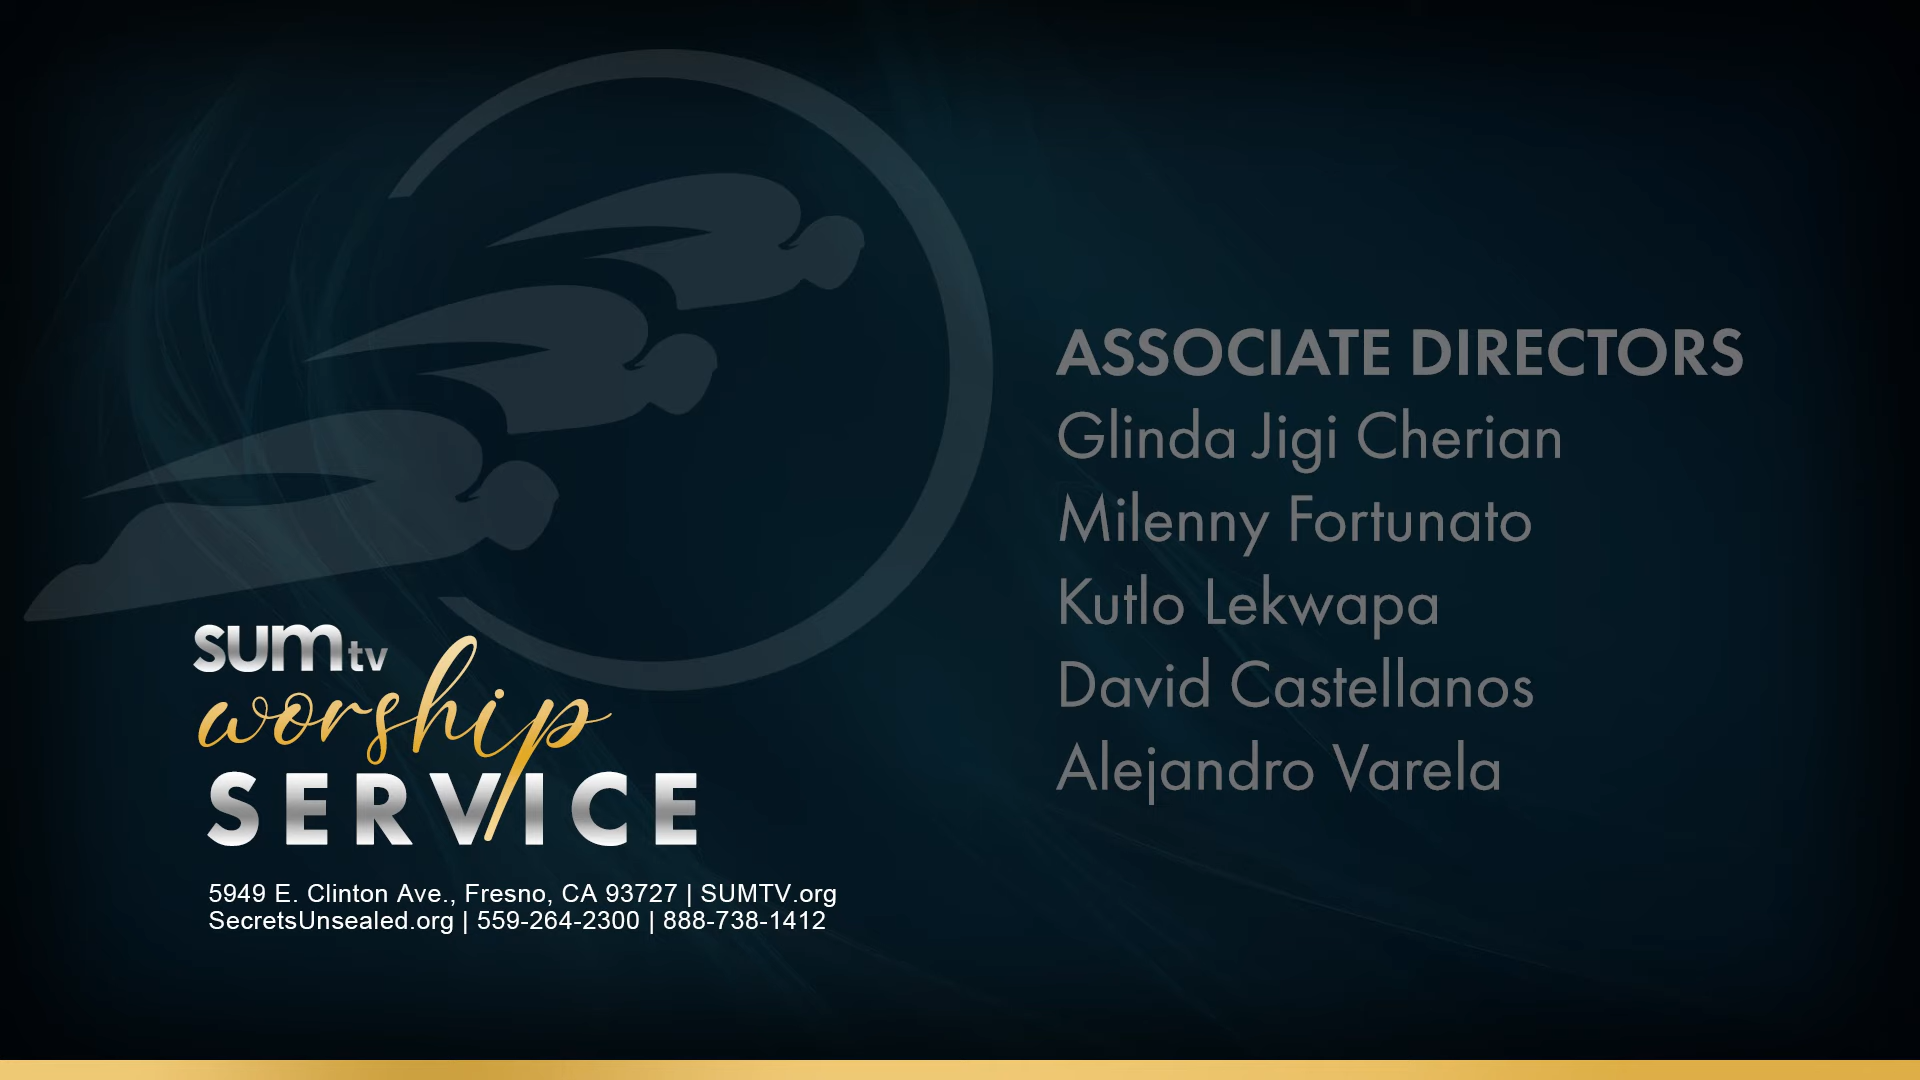 sumtv
worship
SERVICE
5949 E. Clinton Ave., Fresno, CA 93727 | SUMTV.org
SecretsUnsealed.org | 559-264-2300 | 888-738-1412
ASSOCIATE DIRECTORS
Glinda Jigi Cherian
Milenny Fortunato
Kutlo Lekwapa
David Castellanos
Alejandro Varela